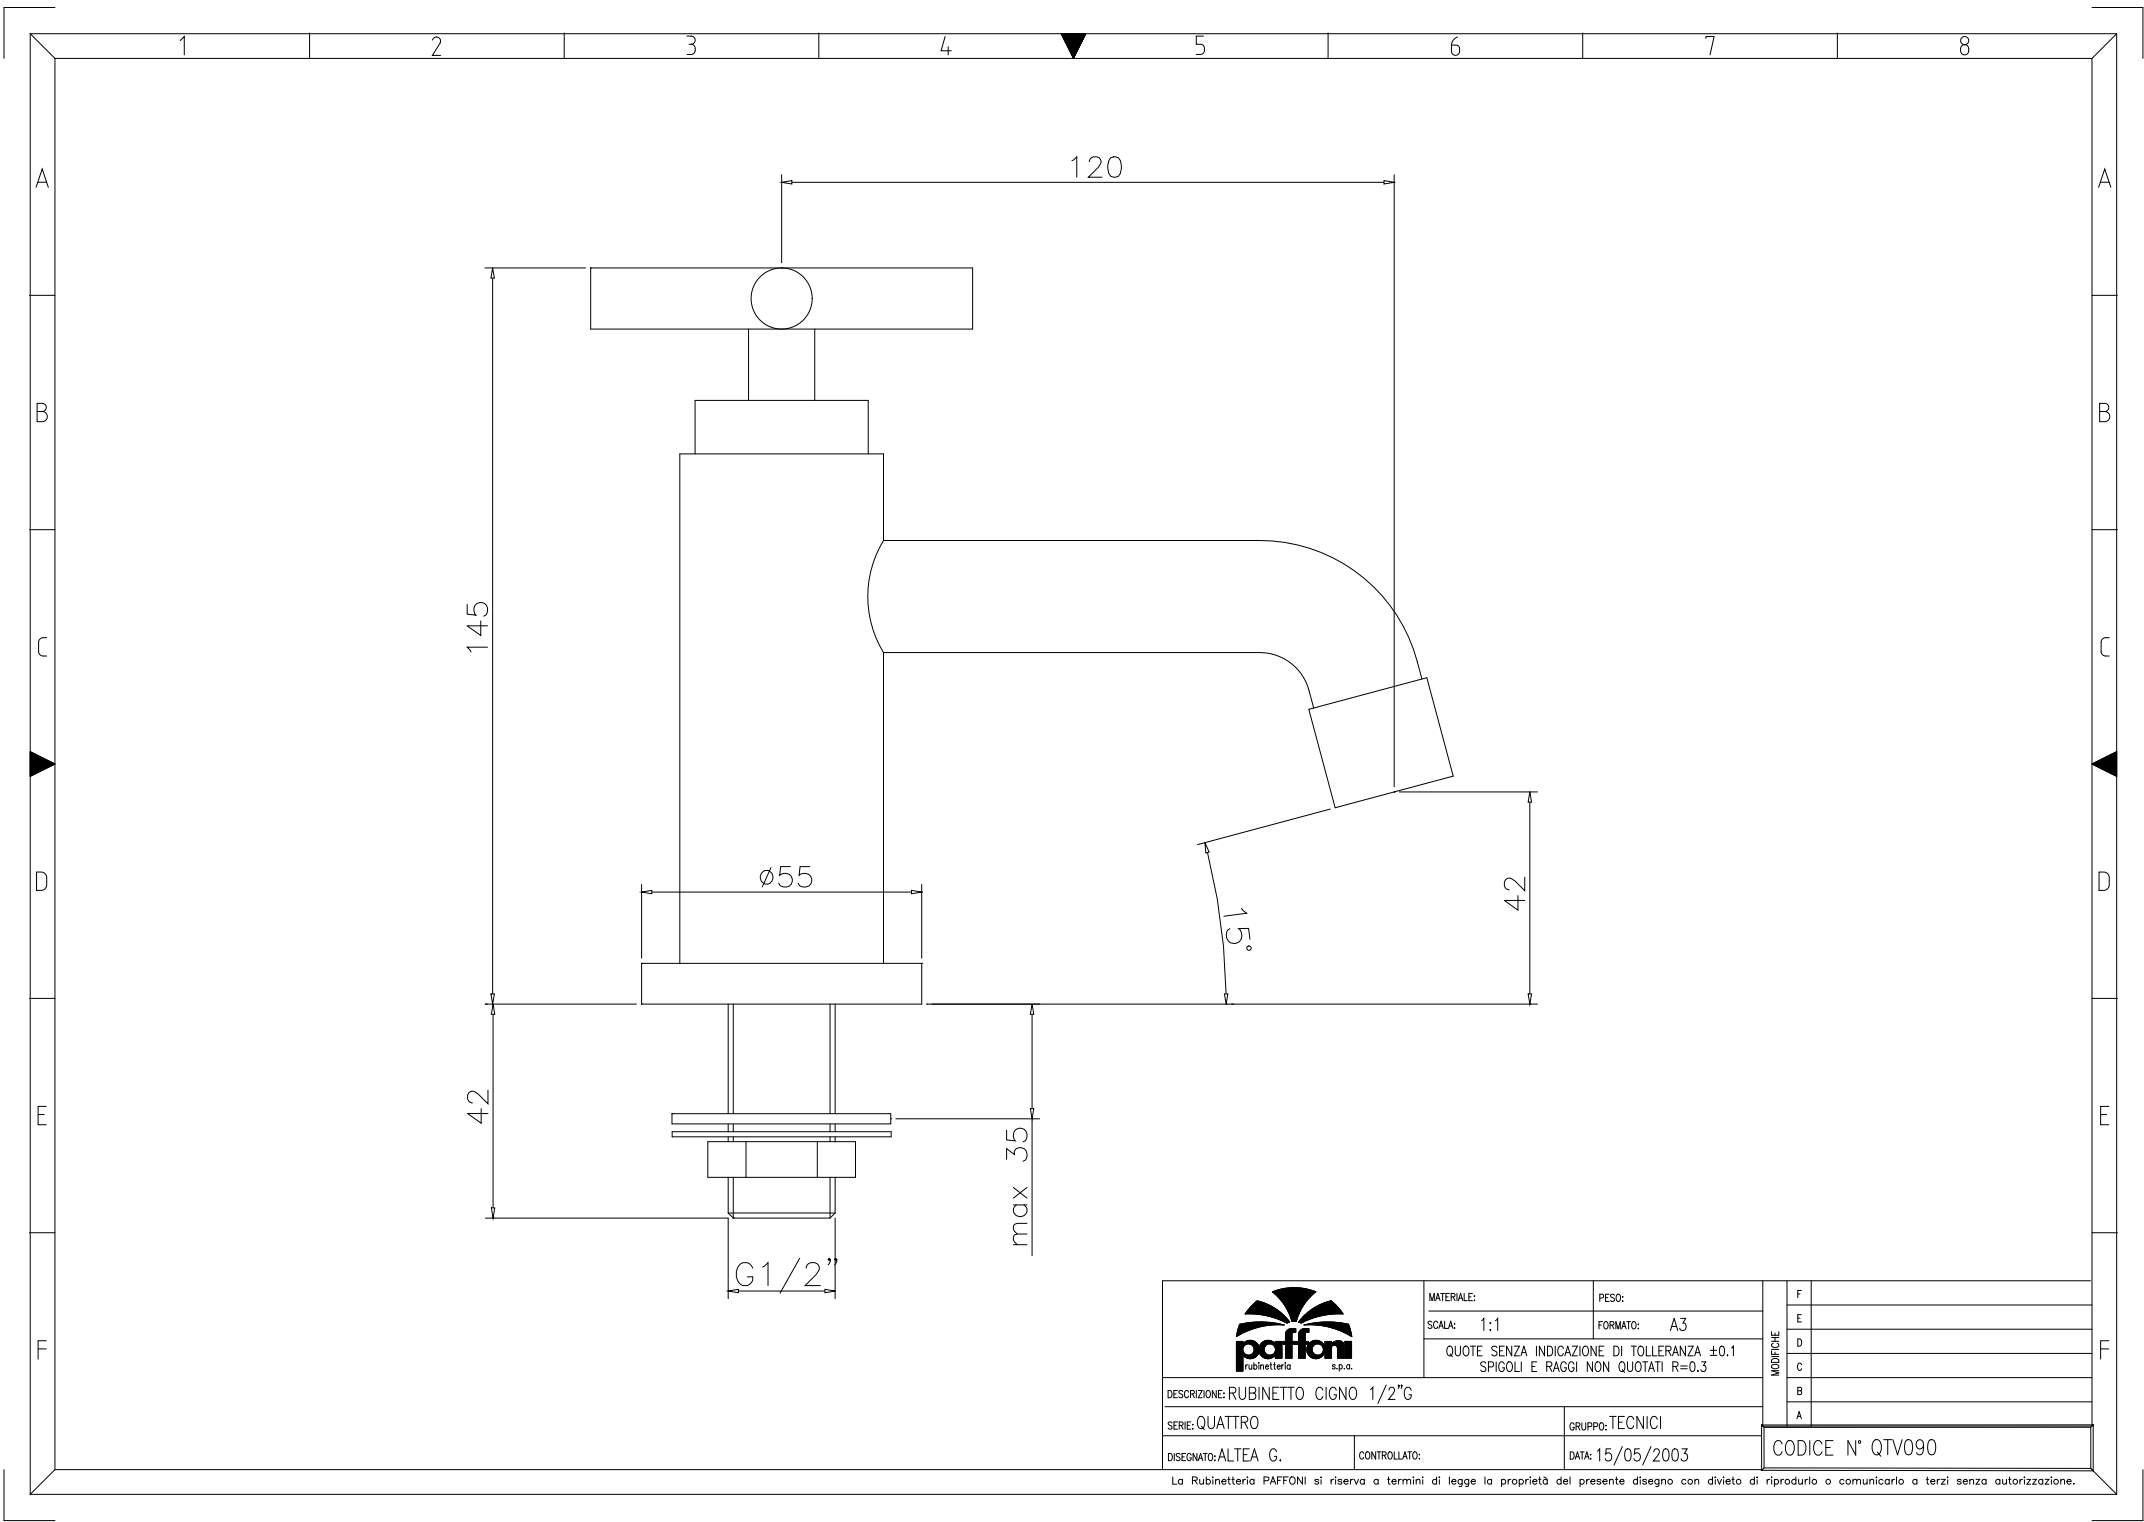 1 2 3 4 5 6 7 8
A A
B B
C C
D D
E E
F F
120
145
ø55
15°
42
42
max 35
G1/2"
paffoni
rubinetteria s.p.a.
MATERIALE: PESO:
SCALA: 1:1 FORMATO: A3
QUOTE SENZA INDICAZIONE DI TOLLERANZA ±0.1
SPIGOLI E RAGGI NON QUOTATI R=0.3
MODIFICHE
F
E
D
C
B
A
DESCRIZIONE: RUBINETTO CIGNO 1/2"G
SERIE: QUATTRO GRUPPO: TECNICI
DISEGNATO: ALTEA G. CONTROLLATO: DATA: 15/05/2003
CODICE N° QTV090
La Rubinetteria PAFFONI si riserva a termini di legge la proprietà del presente disegno con divieto di riprodurlo o comunicarlo a terzi senza autorizzazione.